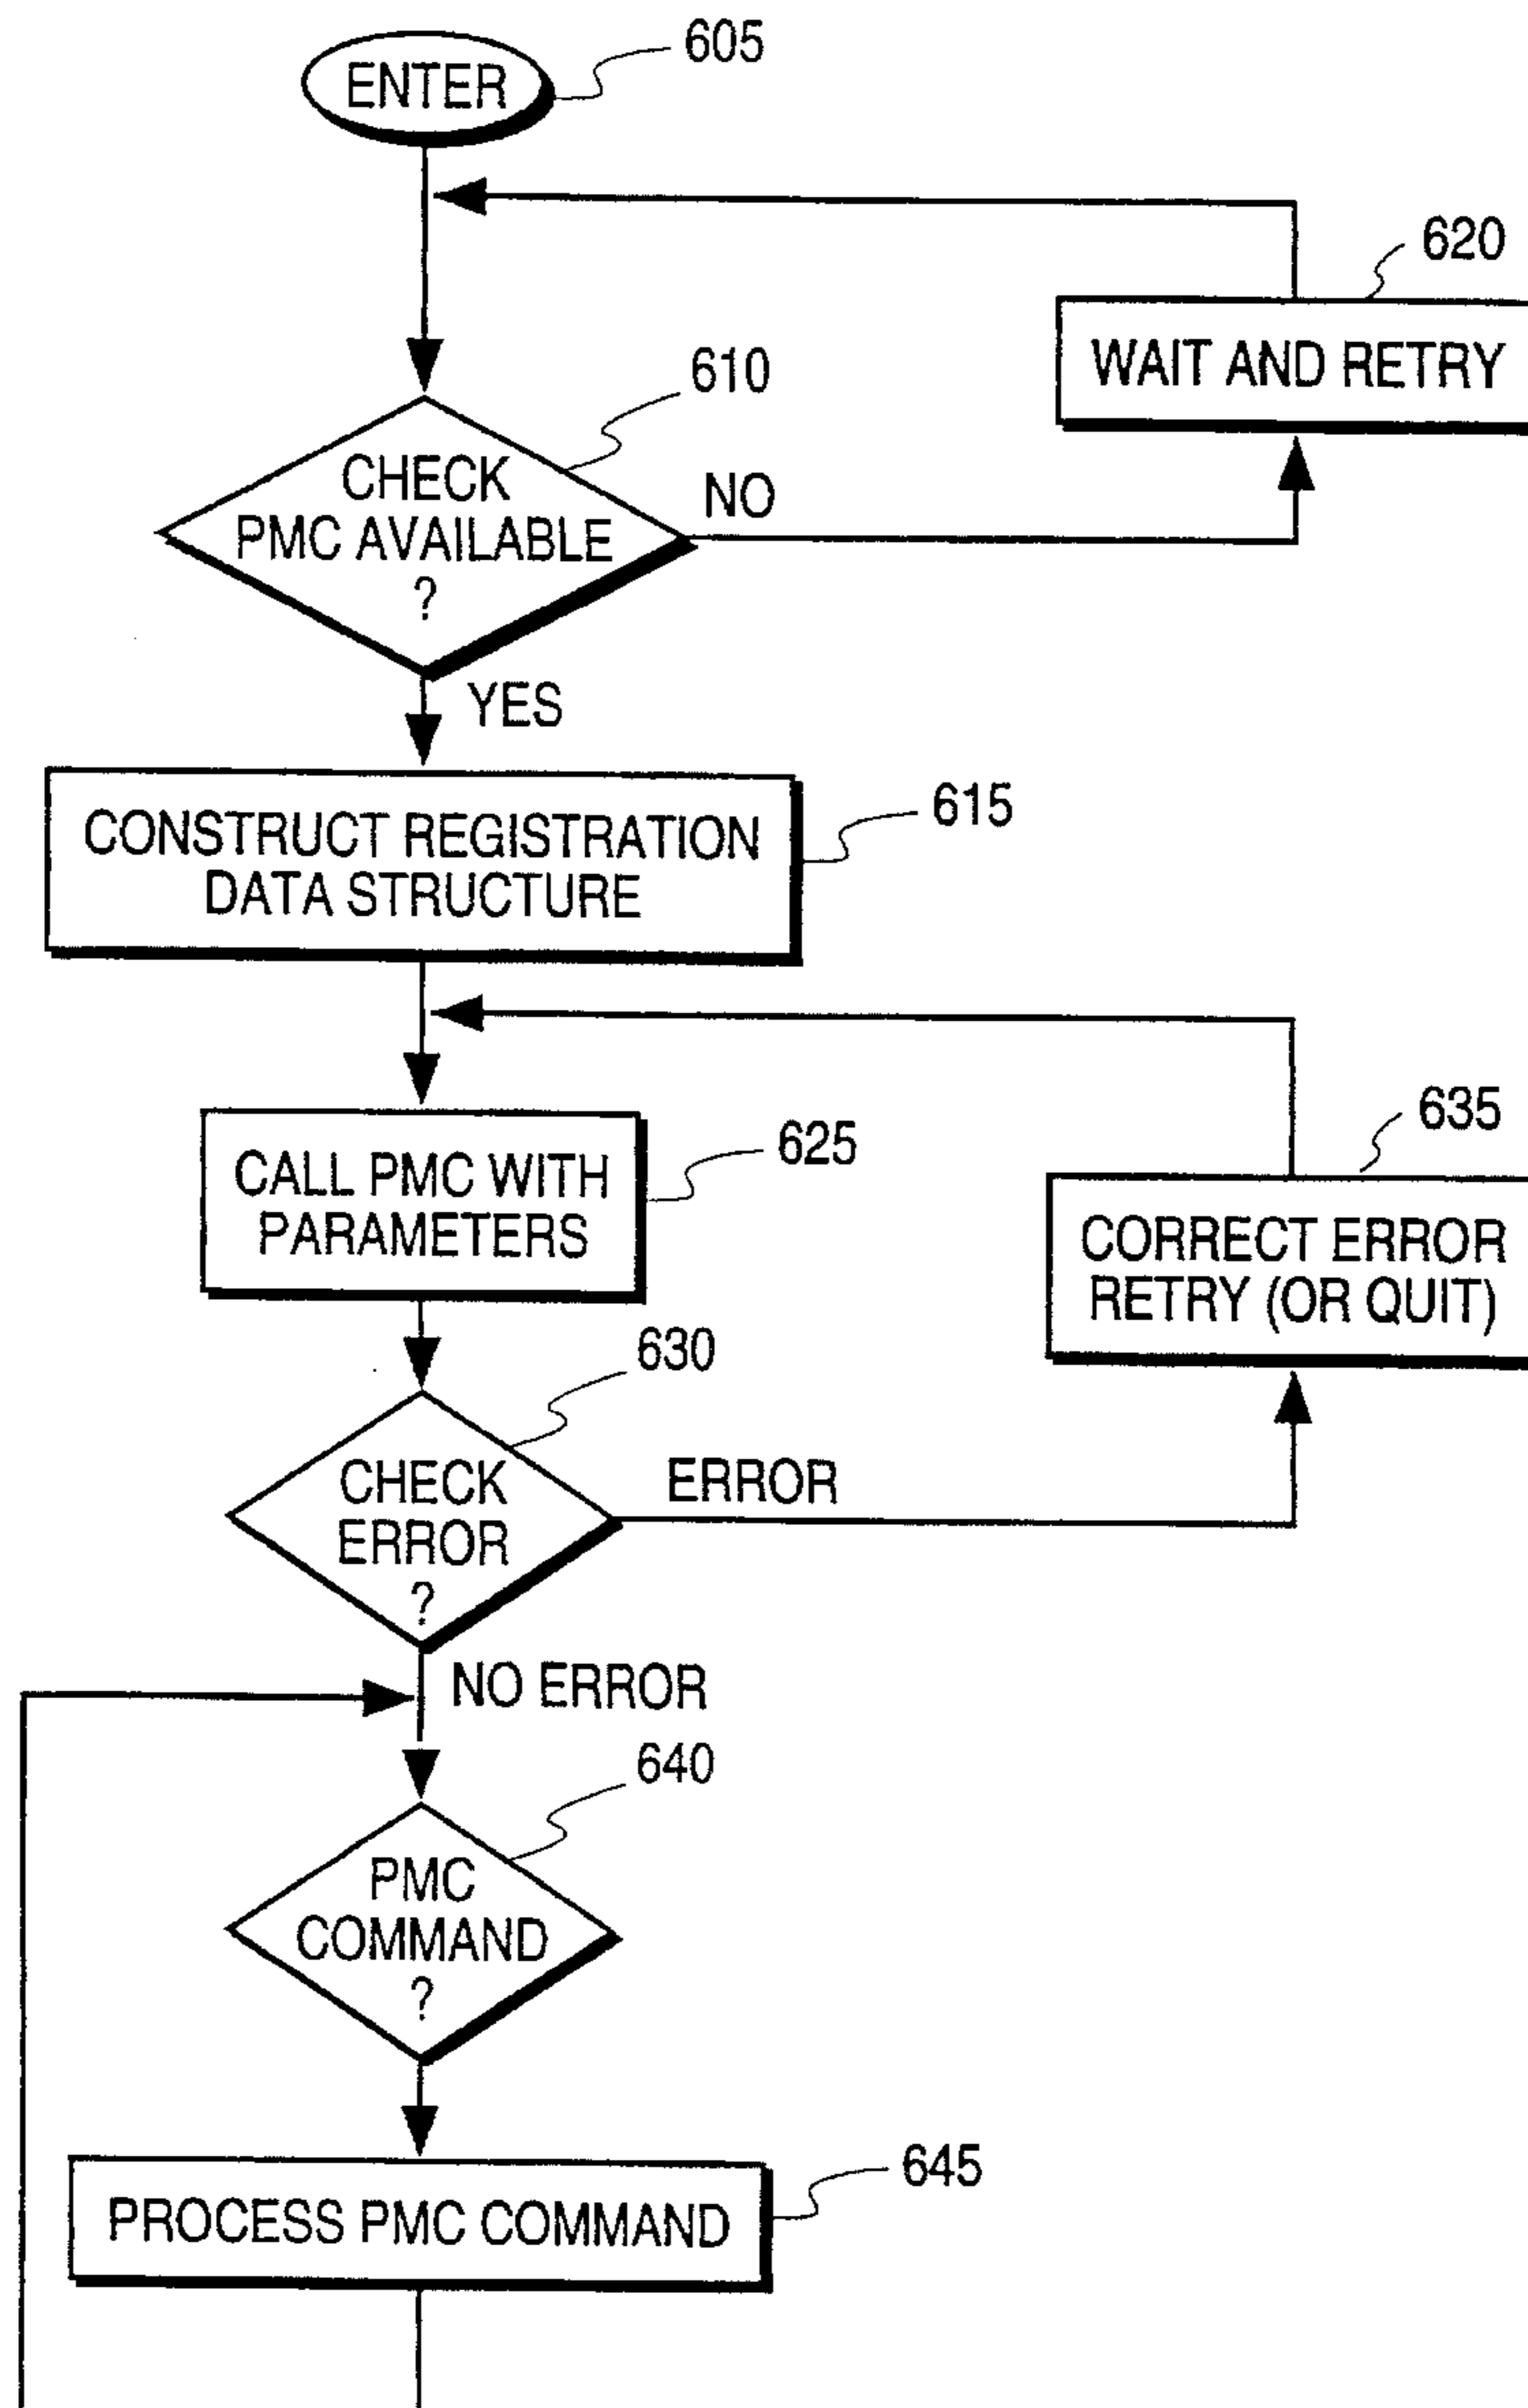 ENTER
605
620
WAIT AND RETRY
610
CHECK
PMC AVAILABLE
?
NO
YES
615
CONSTRUCT REGISTRATION
DATA STRUCTURE
625
CALL PMC WITH
PARAMETERS
635
CORRECT ERROR
RETRY (OR QUIT)
630
CHECK
ERROR
?
ERROR
NO ERROR
640
PMC
COMMAND
?
645
PROCESS PMC COMMAND